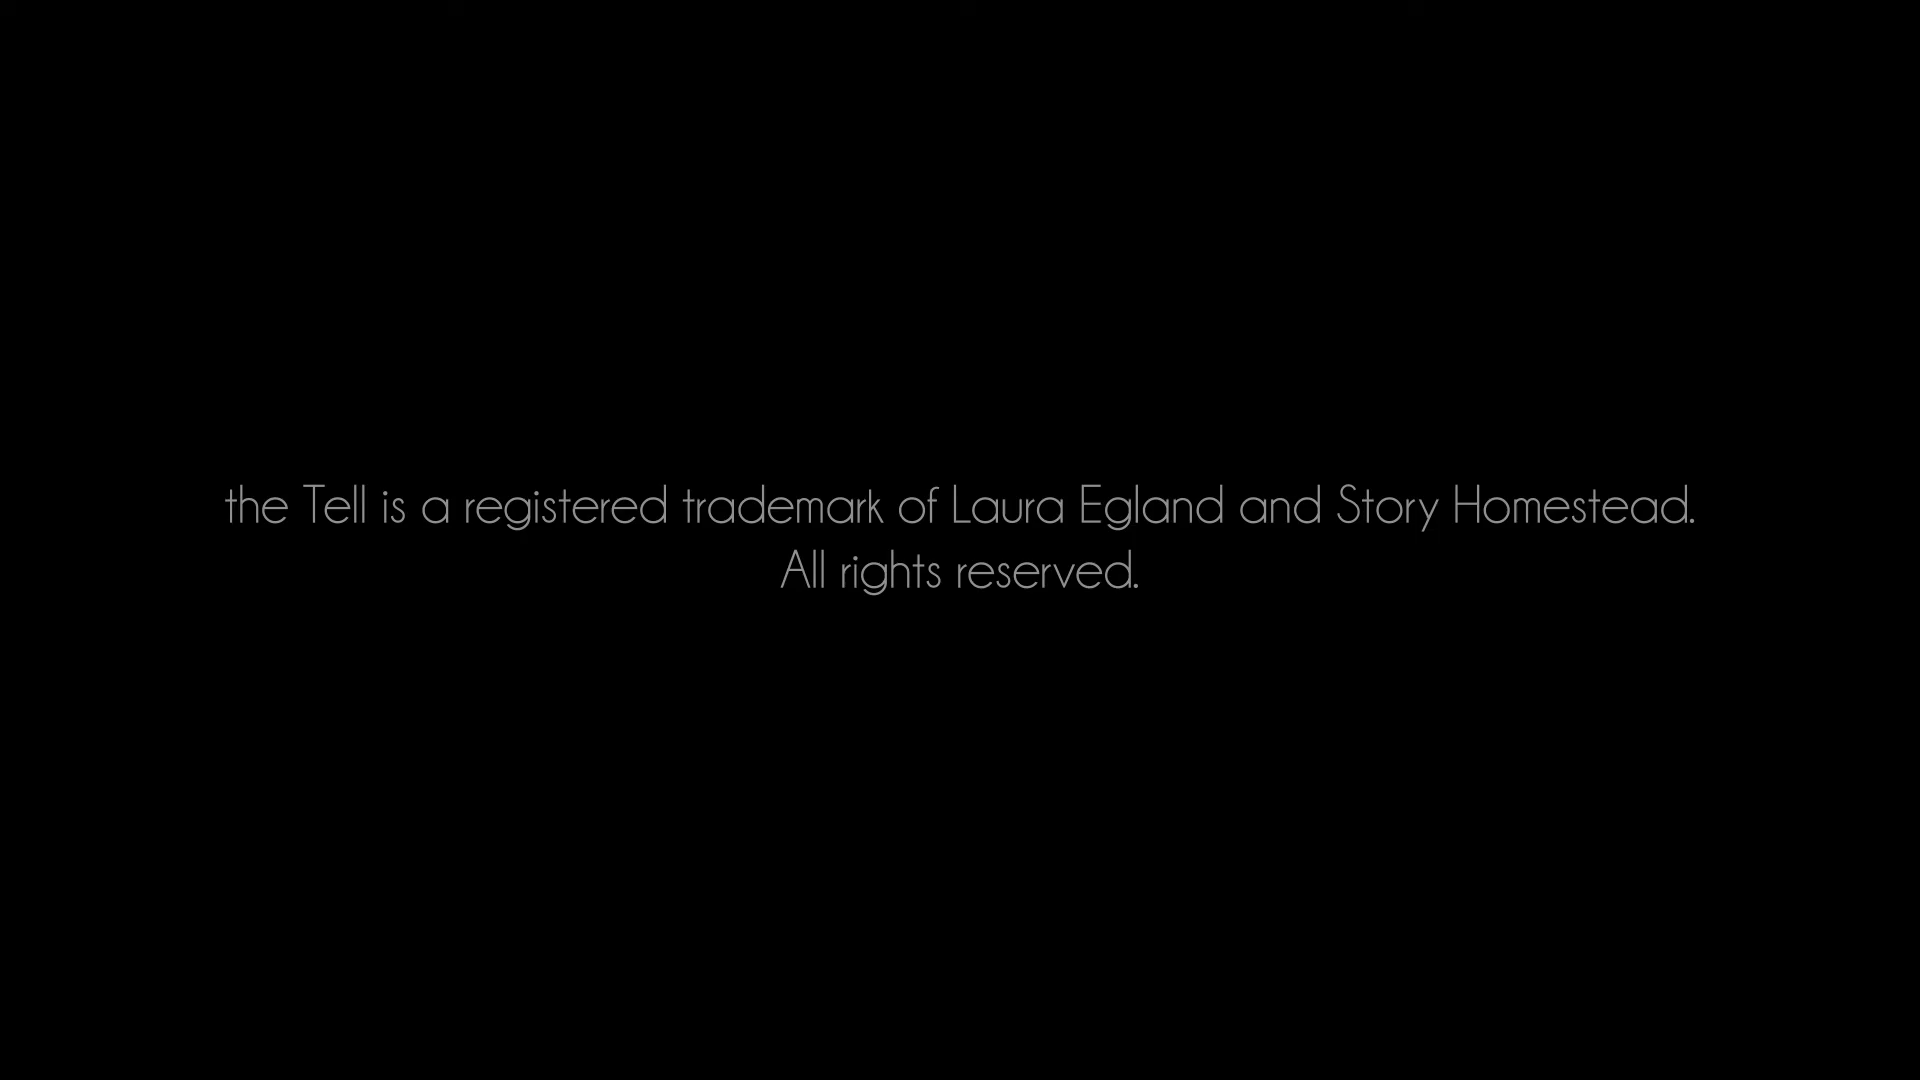 the Tell is a registered trademark of Laura Egland and Story Homestead.
All rights reserved.